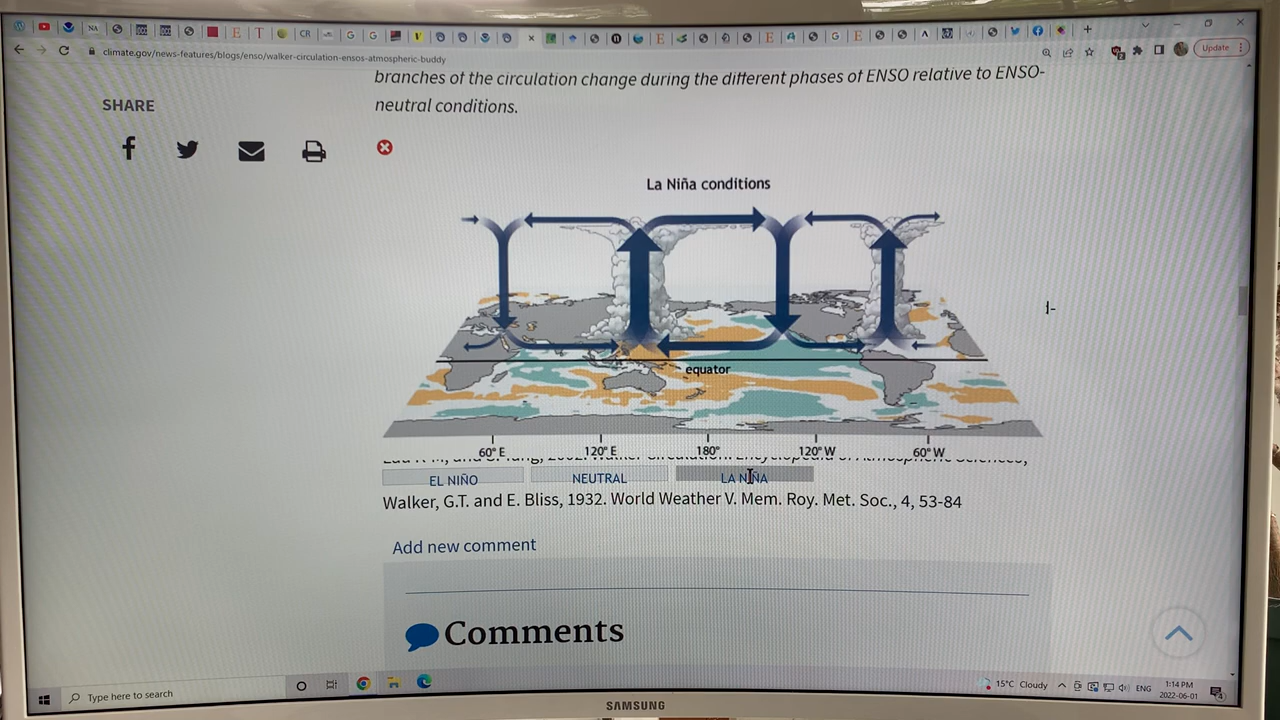 NA
CR
G
G
E
T
E
E
G
E
climate.gov/news-features/blogs/enso/walker-circulation-ensos-atmospheric-buddy
Update
branches of the circulation change during the different phases of ENSO relative to ENSO-
neutral conditions.
SHARE
La Niña conditions
d-
equator
60° E 120° E 180° 120° W 60° W
EL NIÑO NEUTRAL LA NIÑA
Walker, G.T. and E. Bliss, 1932. World Weather V. Mem. Roy. Met. Soc., 4, 53-84
Add new comment
Comments
Type here to search
15°C Cloudy
ENG
1:14 PM
2022-06-01
SAMSUNG